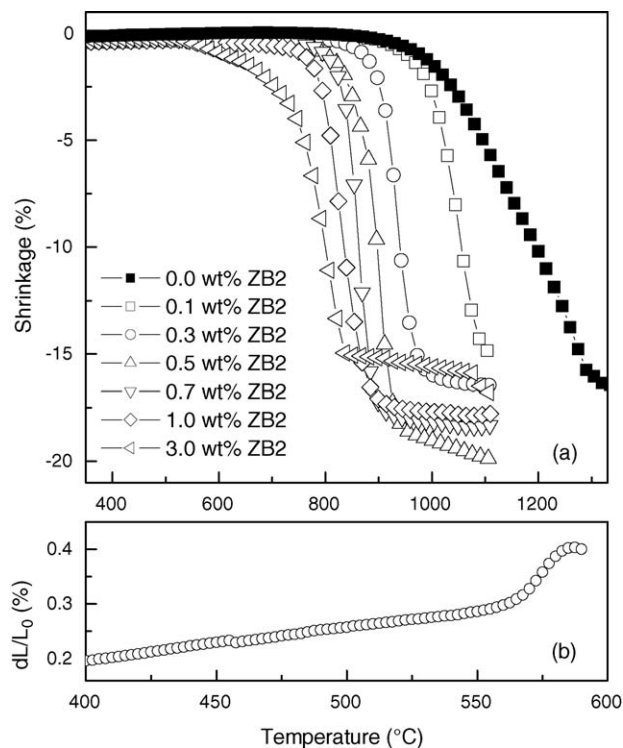 0
-5
-10
-15
-20
Shrinkage (%)
0.0 wt% ZB2
0.1 wt% ZB2
0.3 wt% ZB2
0.5 wt% ZB2
0.7 wt% ZB2
1.0 wt% ZB2
3.0 wt% ZB2
(a)
400 600 800 1000 1200
0.4
0.3
0.2
dL/L₀ (%)
(b)
400 450 500 550 600
Temperature (°C)